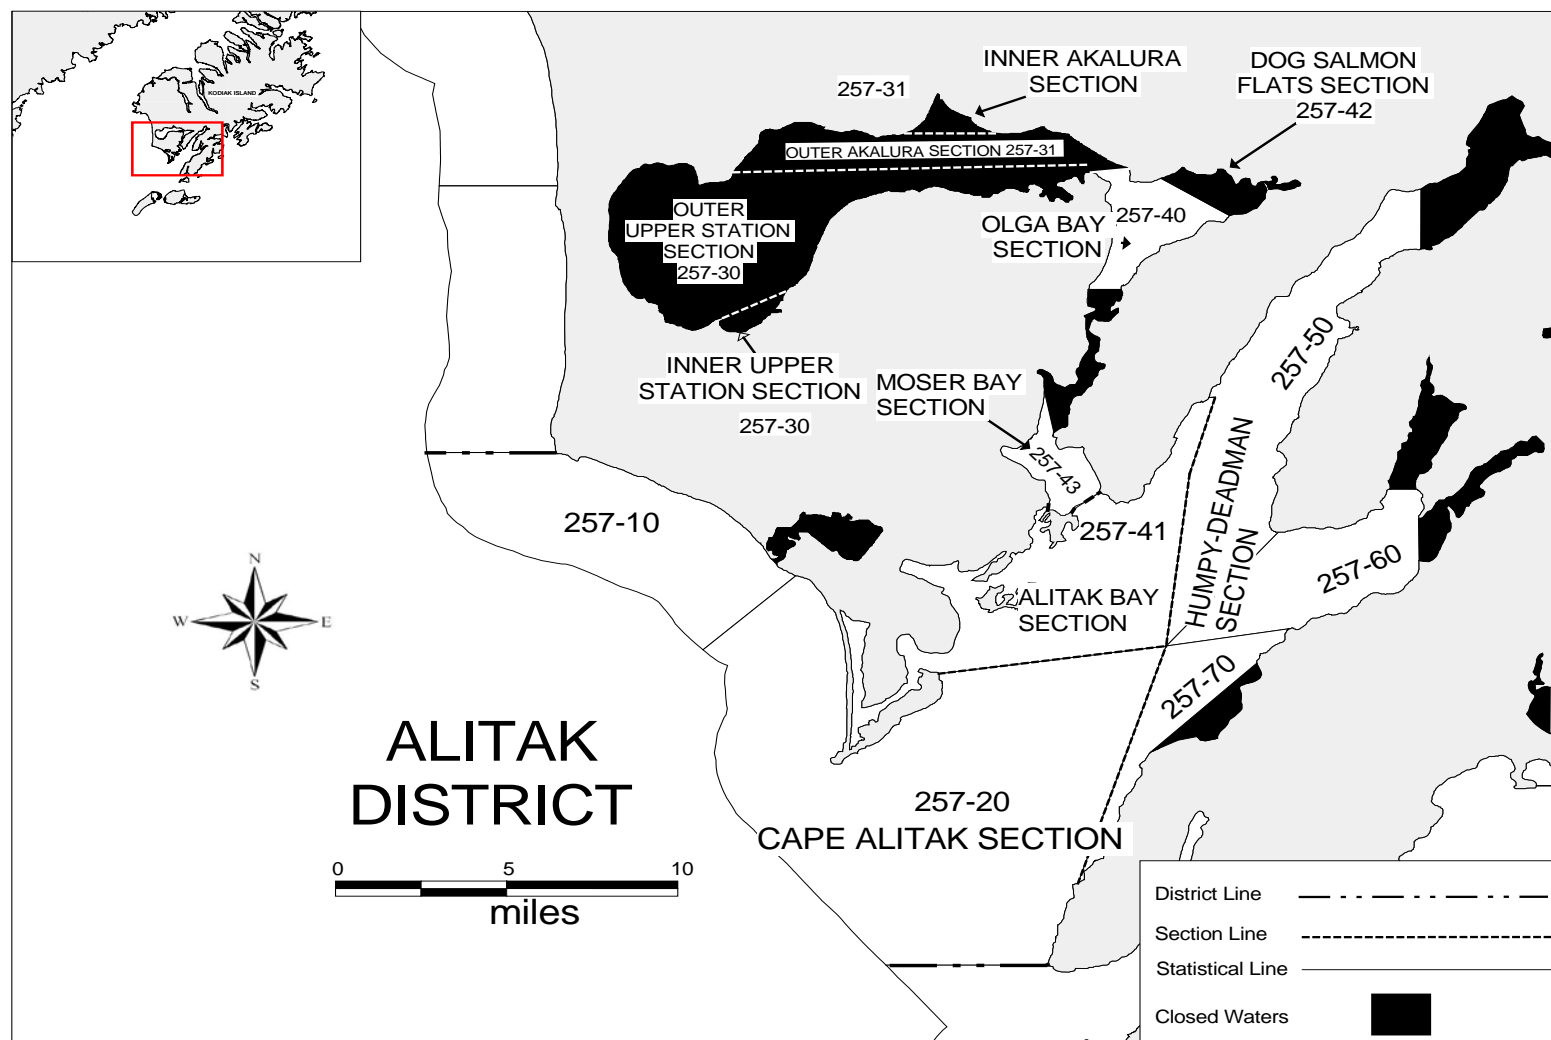 KODIAK ISLAND
INNER AKALURA
SECTION
257-31
DOG SALMON
FLATS SECTION
257-42
OUTER AKALURA SECTION 257-31
OUTER
UPPER STATION
SECTION
257-30
OLGA BAY
SECTION
257-40
INNER UPPER
STATION SECTION
257-30
MOSER BAY
SECTION
257-43
257-50
HUMPY-DEADMAN
SECTION
257-10
257-41
257-60
ALITAK BAY
SECTION
257-70
N
W
E
S
ALITAK
DISTRICT
0 5 10
miles
257-20
CAPE ALITAK SECTION
District Line
Section Line
Statistical Line
Closed Waters